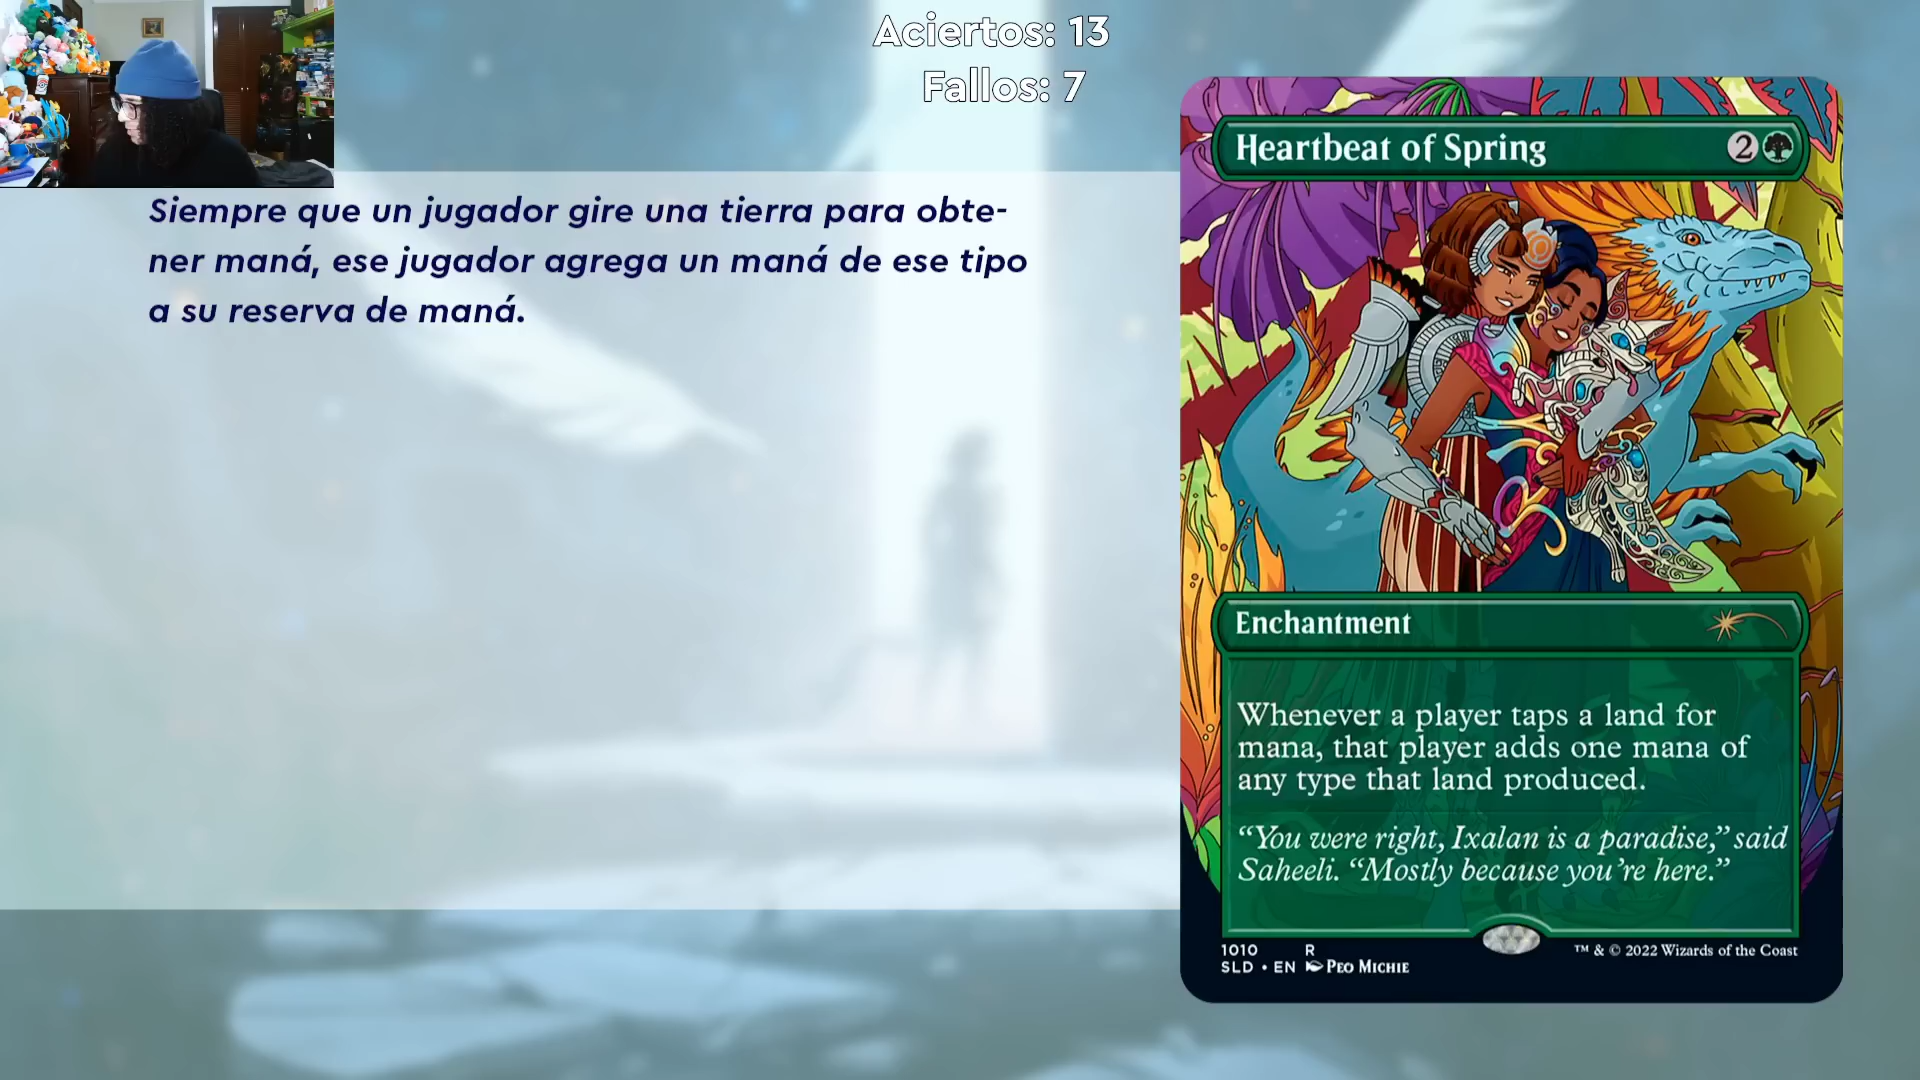 Aciertos: 13
Fallos: 7
Siempre que un jugador gire una tierra para obte-
ner maná, ese jugador agrega un maná de ese tipo
a su reserva de maná.
Heartbeat of Spring
2
Enchantment
Whenever a player taps a land for
mana, that player adds one mana of
any type that land produced.
“You were right, Ixalan is a paradise,” said
Saheeli. “Mostly because you’re here.”
1010 R
SLD • EN PEO MICHIE
™ & © 2022 Wizards of the Coast